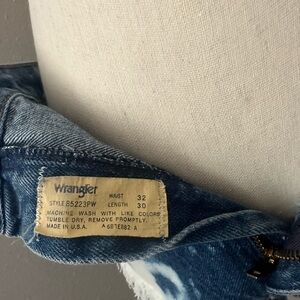 Wrangler WAIST 32
STYLE 85223PW LENGTH 30
MACHINE WASH WITH LIKE COLORS
TUMBLE DRY, REMOVE PROMPTLY.
MADE IN U.S.A.